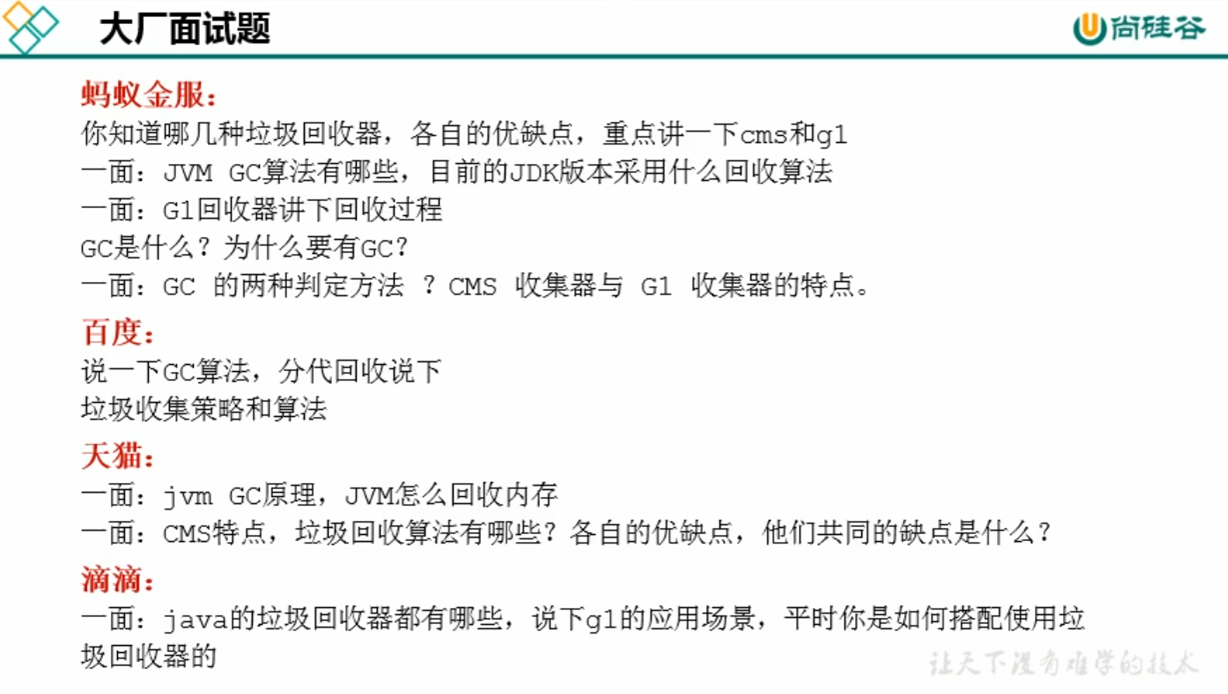 大厂面试题
尚硅谷
蚂蚁金服：
你知道哪几种垃圾回收器，各自的优缺点，重点讲一下cms和g1
一面：JVM GC算法有哪些，目前的JDK版本采用什么回收算法
一面：G1回收器讲下回收过程
GC是什么？为什么要有GC？
一面：GC 的两种判定方法 ？CMS 收集器与 G1 收集器的特点。
百度：
说一下GC算法，分代回收说下
垃圾收集策略和算法
天猫：
一面：jvm GC原理，JVM怎么回收内存
一面：CMS特点，垃圾回收算法有哪些？各自的优缺点，他们共同的缺点是什么？
滴滴：
一面：java的垃圾回收器都有哪些，说下g1的应用场景，平时你是如何搭配使用垃
圾回收器的
让天下没有难学的技术